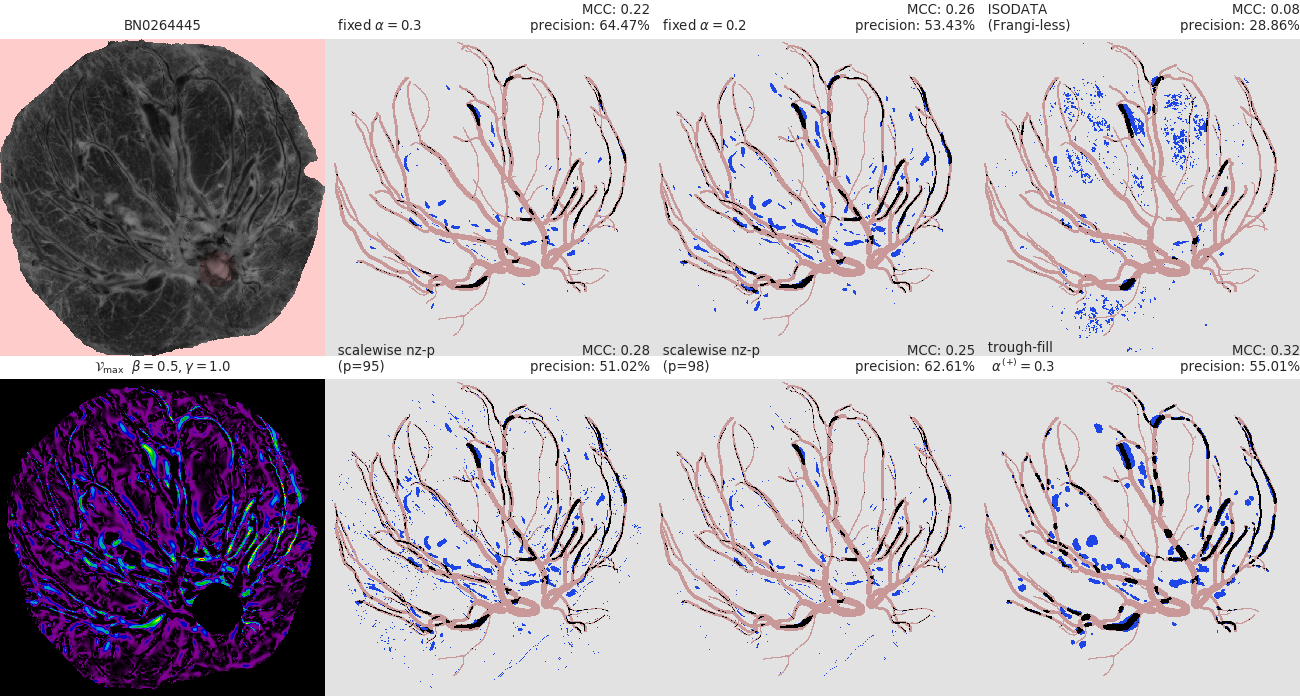 BN0264445
fixed α = 0.3
MCC: 0.22
precision: 64.47%
fixed α = 0.2
MCC: 0.26
precision: 53.43%
ISODATA
(Frangi-less)
MCC: 0.08
precision: 28.86%
𝒱max β = 0.5, γ = 1.0
scalewise nz-p
(p=95)
MCC: 0.28
precision: 51.02%
scalewise nz-p
(p=98)
MCC: 0.25
precision: 62.61%
trough-fill
α(+) = 0.3
MCC: 0.32
precision: 55.01%